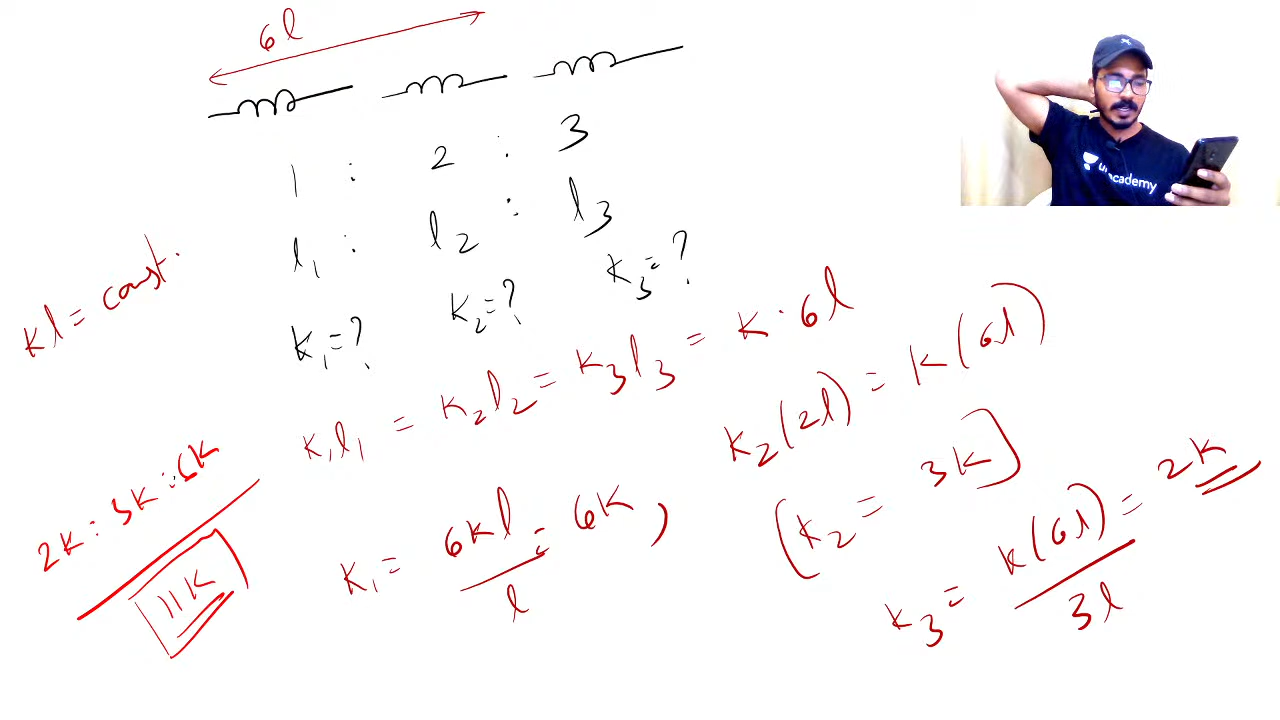 6l
1 : 2 : 3
l₁ : l₂ : l₃
kl = const.
k₁=? k₂=? k₃=?
k₁l₁ = k₂l₂ = k₃l₃ = k·6l
k₂(2l) = k(6l)
[k₂ = 3k]
k₁ = 6kl/l = 6k,
k₃ = k(6l)/3l = 2k
2k : 3k : 6k
11k
academy